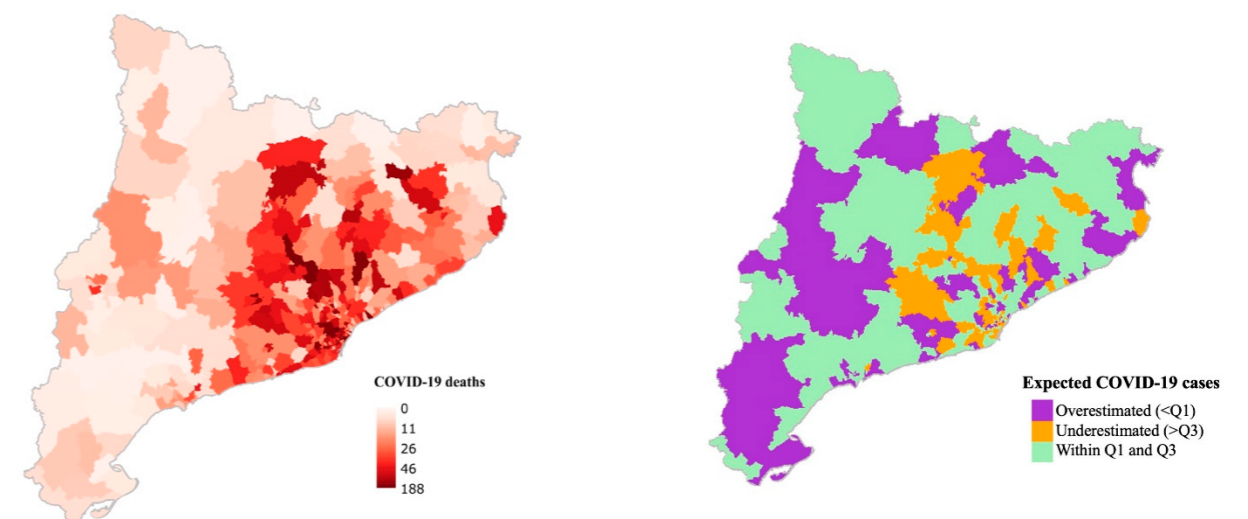 COVID-19 deaths
0
11
26
46
188
Expected COVID-19 cases
Overestimated (<Q1)
Underestimated (>Q3)
Within Q1 and Q3